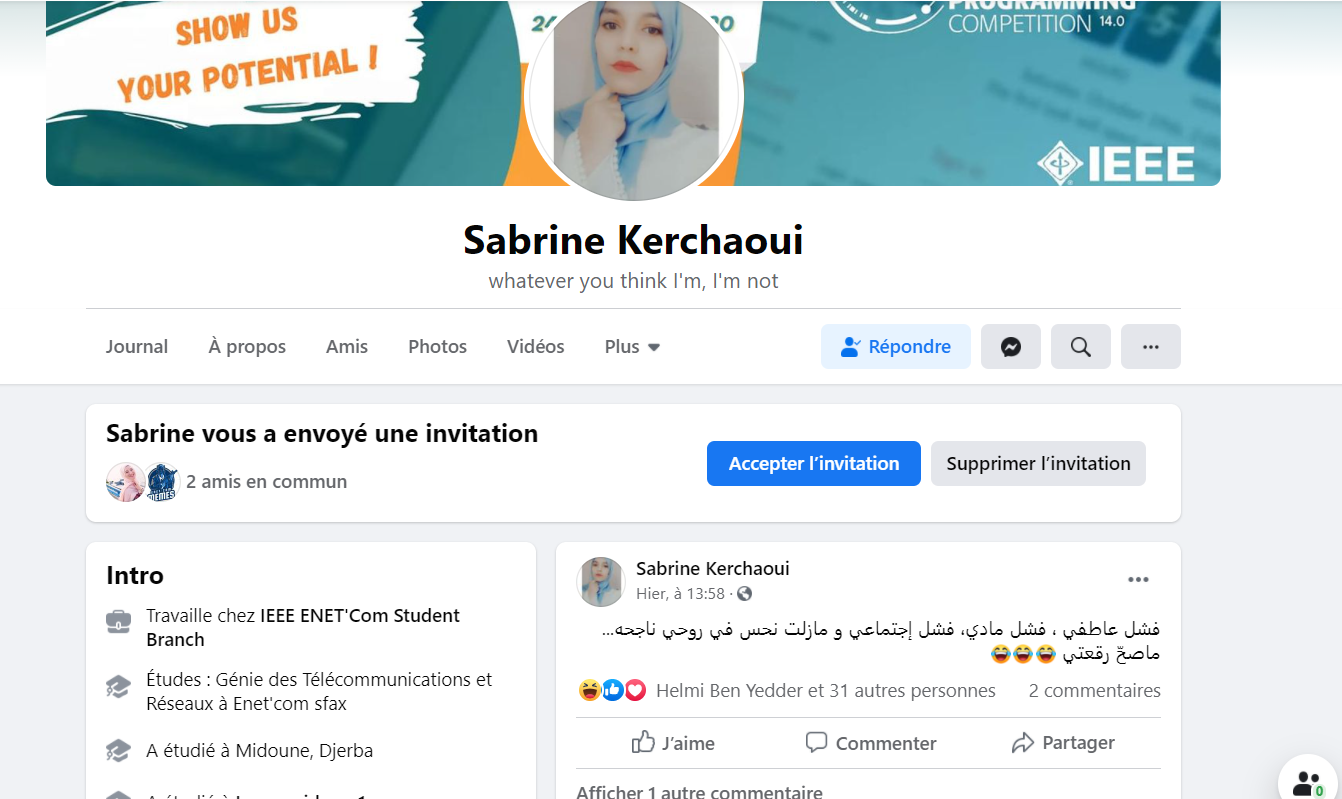 SHOW US
YOUR POTENTIAL !
PROGRAMMING
COMPETITION 14.0
IEEE
Sabrine Kerchaoui
whatever you think I'm, I'm not
Journal
À propos
Amis
Photos
Vidéos
Plus
Répondre
Sabrine vous a envoyé une invitation
2 amis en commun
Accepter l’invitation
Supprimer l’invitation
Intro
Travaille chez IEEE ENET'Com Student
Branch
Études : Génie des Télécommunications et
Réseaux à Enet'com sfax
A étudié à Midoune, Djerba
Sabrine Kerchaoui
Hier, à 13:58 ·
فشل عاطفي ، فشل مادي، فشل إجتماعي و مازلت نحس في روحي ناجحه...
ماصحّ رقعتي 😂😂😂
Helmi Ben Yedder et 31 autres personnes
2 commentaires
J’aime
Commenter
Partager
Afficher 1 autre commentaire
0